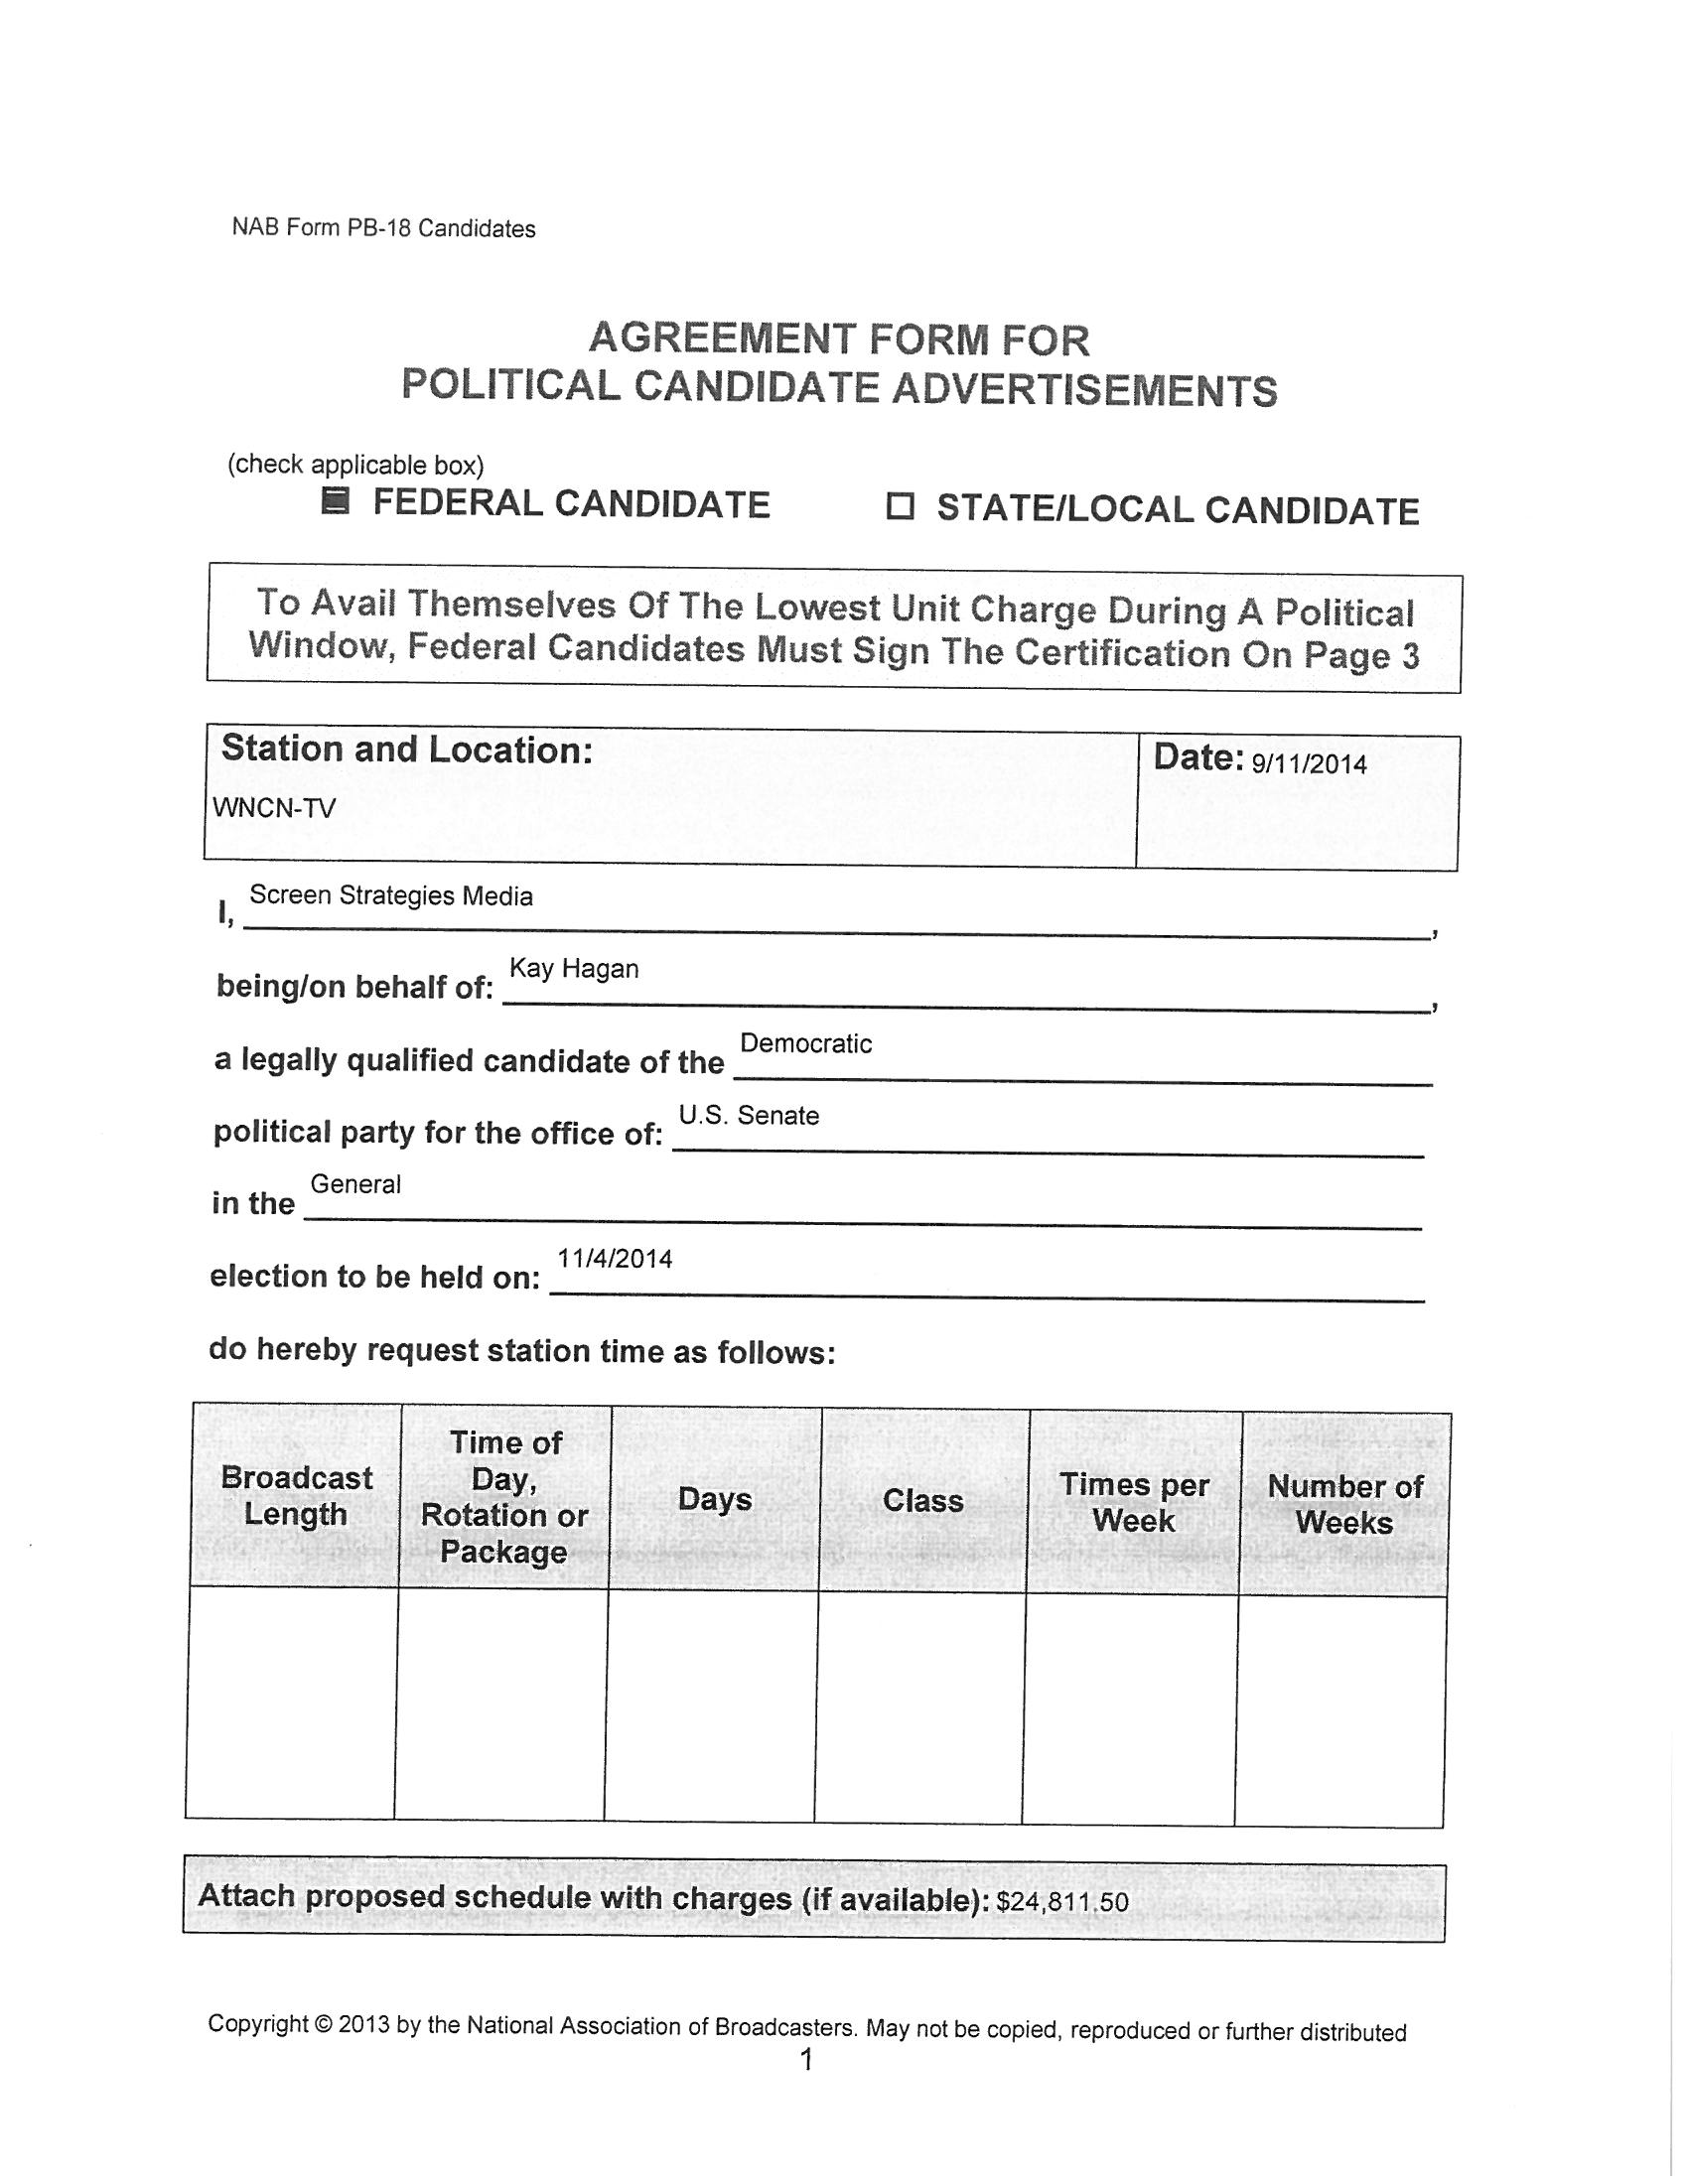 NAB Form PB-18 Candidates
AGREEMENT FORM FOR
POLITICAL CANDIDATE ADVERTISEMENTS
(check applicable box)
FEDERAL CANDIDATE STATE/LOCAL CANDIDATE
To Avail Themselves Of The Lowest Unit Charge During A Political
Window, Federal Candidates Must Sign The Certification On Page 3
Station and Location: Date: 9/11/2014
WNCN-TV
I, Screen Strategies Media ,
being/on behalf of: Kay Hagan ,
a legally qualified candidate of the Democratic
political party for the office of: U.S. Senate
in the General
election to be held on: 11/4/2014
do hereby request station time as follows:
Broadcast Length
Time of Day, Rotation or Package
Days
Class
Times per Week
Number of Weeks
Attach proposed schedule with charges (if available): $24,811.50
Copyright © 2013 by the National Association of Broadcasters. May not be copied, reproduced or further distributed
1